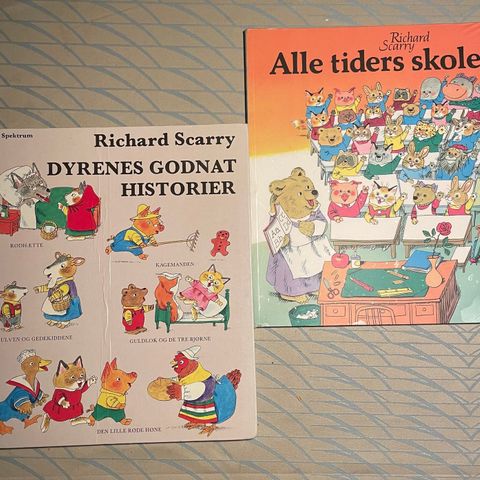 Spektrum
Richard Scarry
DYRENES GODNAT
HISTORIER
RØDHÆTTE
KAGEMANDEN
ULVEN OG GEDEKIDDENE
GULDLOK OG DE TRE BJØRNE
DEN LILLE RØDE HØNE
Richard
Scarry
Alle tiders skole